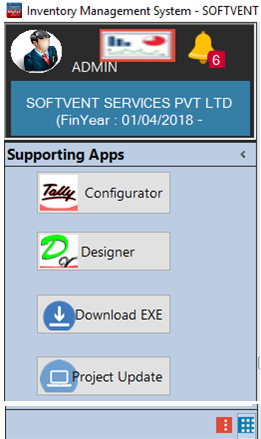 Inventory Management System - SOFTVENT
ADMIN
6
SOFTVENT SERVICES PVT LTD
(FinYear : 01/04/2018 -
Supporting Apps
Tally Configurator
Designer
Download EXE
Project Update